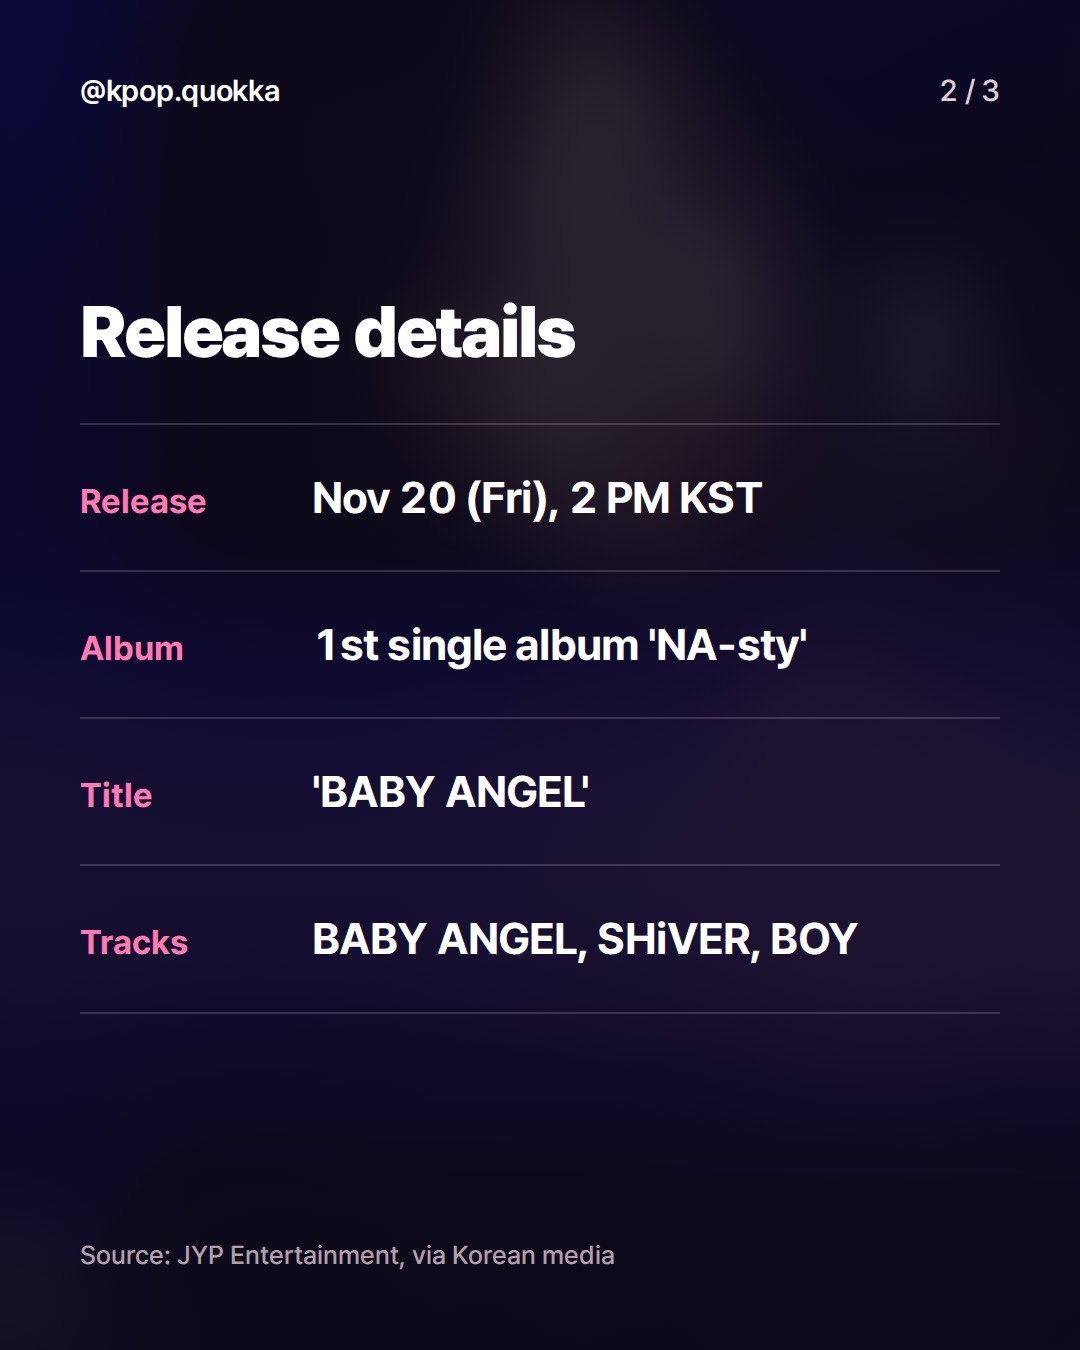 @kpop.quokka
2 / 3
Release details
Release
Nov 20 (Fri), 2 PM KST
Album
1st single album 'NA-sty'
Title
'BABY ANGEL'
Tracks
BABY ANGEL, SHiVER, BOY
Source: JYP Entertainment, via Korean media